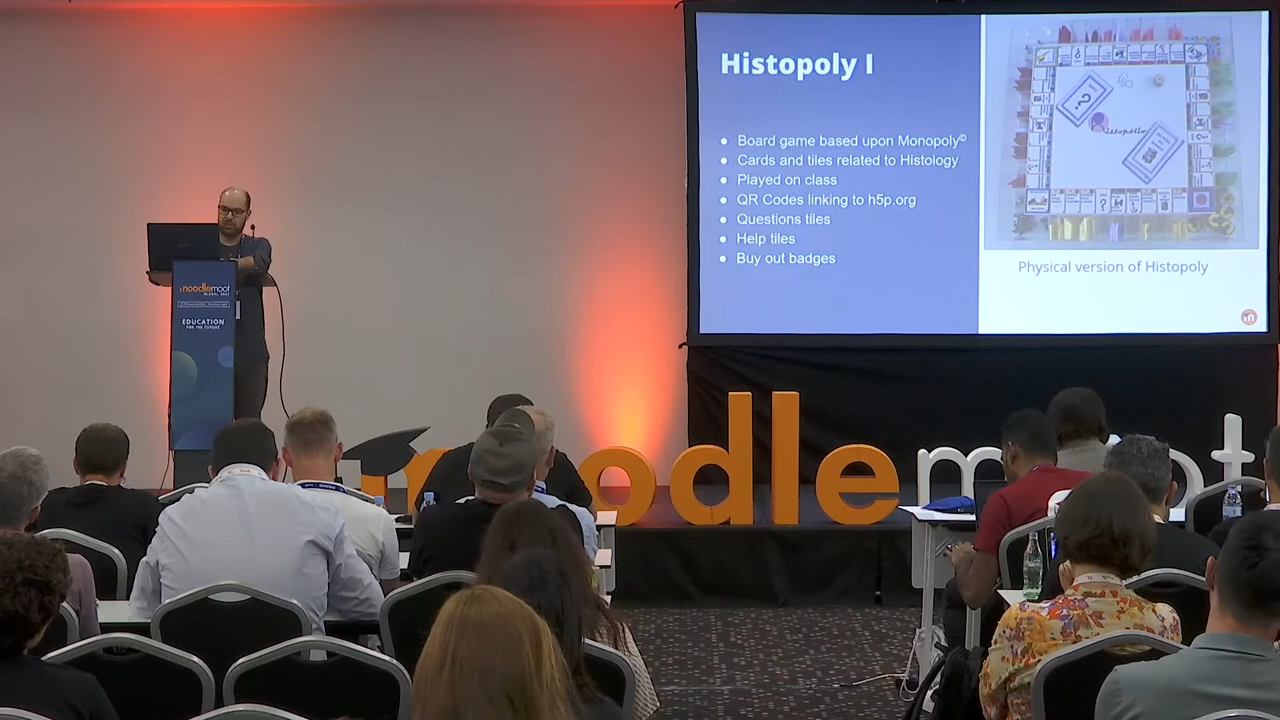 Histopoly I
● Board game based upon Monopoly©
● Cards and tiles related to Histology
● Played on class
● QR Codes linking to h5p.org
● Questions tiles
● Help tiles
● Buy out badges
?
?
Physical version of Histopoly
moodlemoot
EDUCATION
FOR THE FUTURE
moodlem t